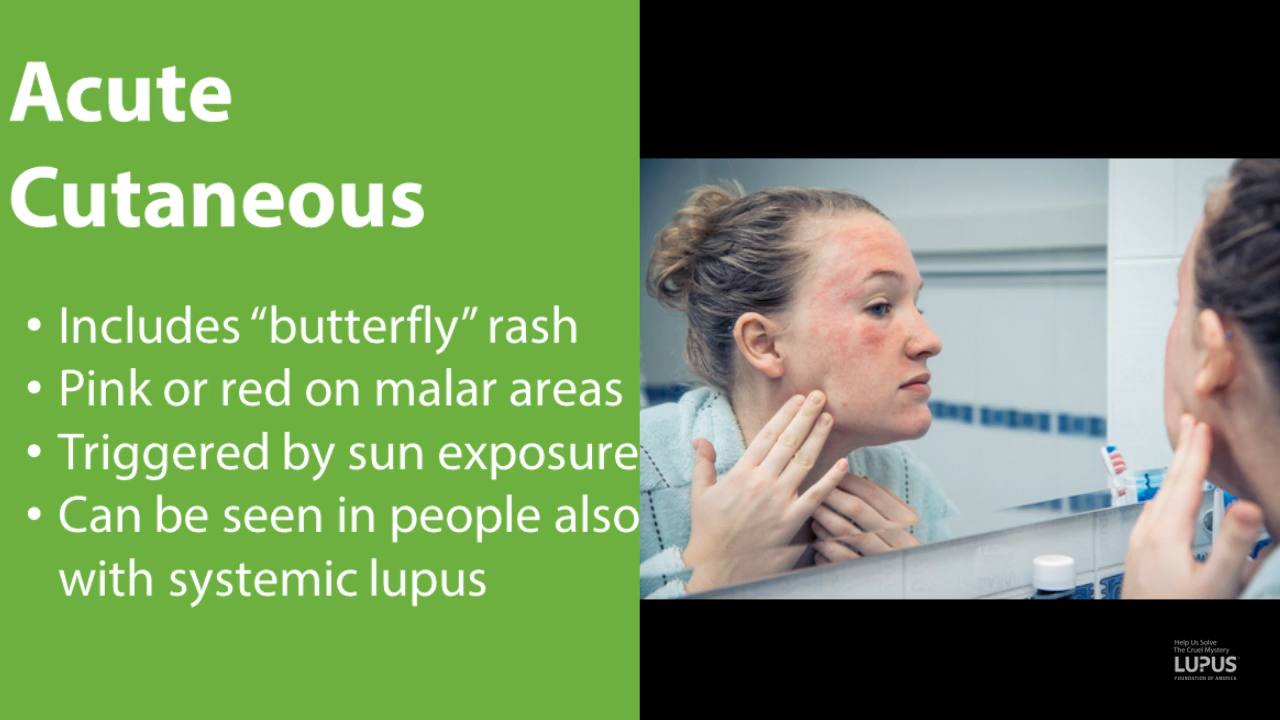 Acute
Cutaneous
• Includes “butterfly” rash
• Pink or red on malar areas
• Triggered by sun exposure
• Can be seen in people also
with systemic lupus
Help Us Solve
The Cruel Mystery
LUPUS
FOUNDATION OF AMERICA